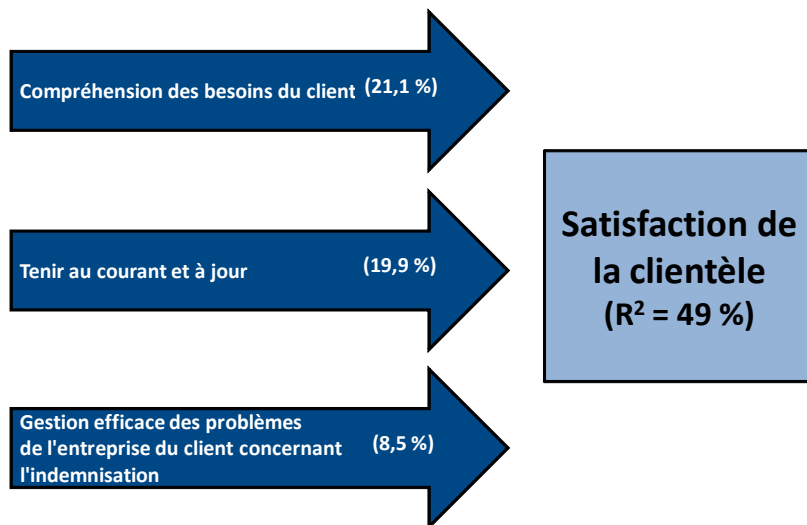 Compréhension des besoins du client (21,1 %)
Tenir au courant et à jour (19,9 %)
Gestion efficace des problèmes
de l'entreprise du client concernant (8,5 %)
l'indemnisation
Satisfaction de
la clientèle
(R² = 49 %)